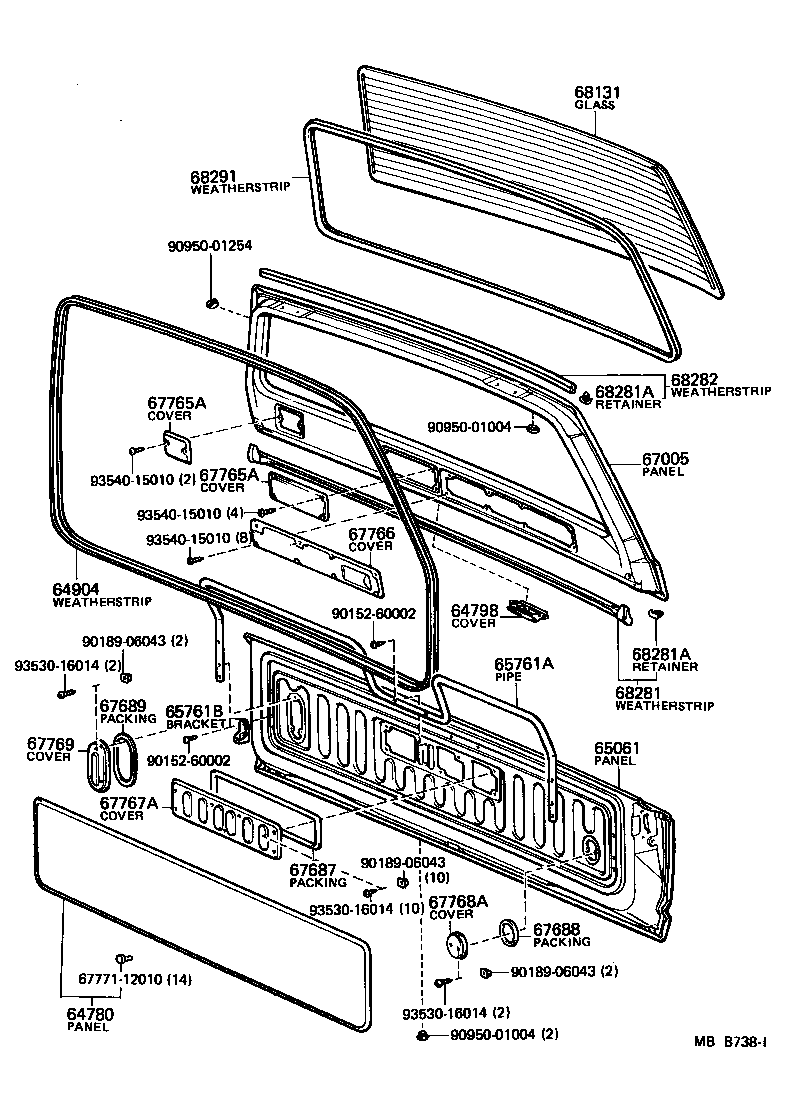 68131
GLASS
68291
WEATHERSTRIP
90950-01254
68282
WEATHERSTRIP
68281A
RETAINER
67765A
COVER
90950-01004
67005
PANEL
93540-15010 (2)
67765A
COVER
93540-15010 (4)
93540-15010 (8)
67766
COVER
64904
WEATHERSTRIP
90152-60002
64798
COVER
90189-06043 (2)
93530-16014 (2)
68281A
RETAINER
65761A
PIPE
68281
WEATHERSTRIP
67689
PACKING
65761B
BRACKET
67769
COVER
90152-60002
65061
PANEL
67767A
COVER
67687
PACKING
90189-06043
(10)
93530-16014 (10)
67768A
COVER
67688
PACKING
67771-12010 (14)
90189-06043 (2)
64780
PANEL
93530-16014 (2)
90950-01004 (2)
MB B738-I